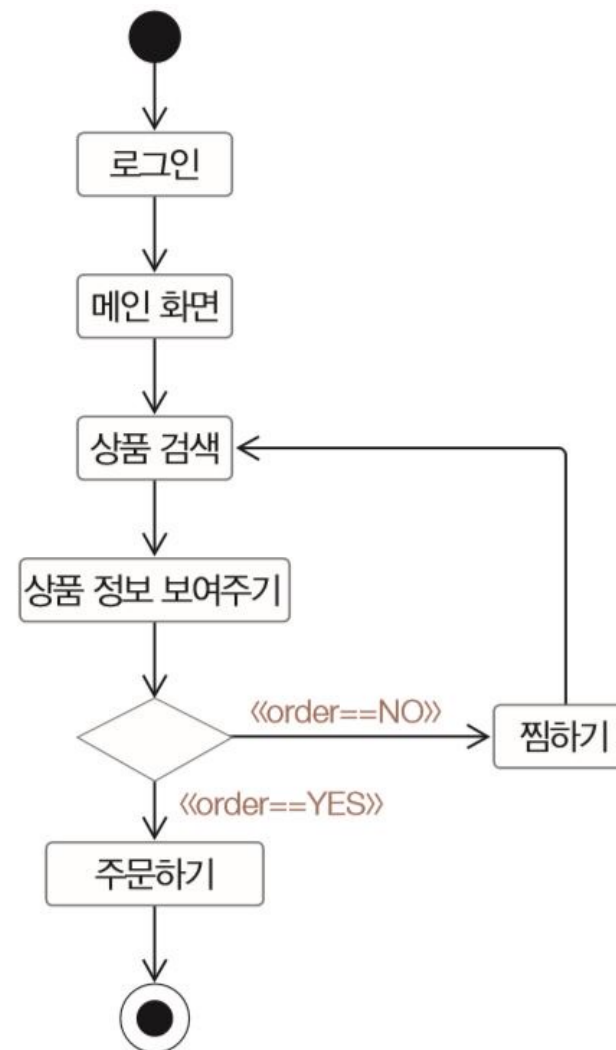 로그인
메인 화면
상품 검색
상품 정보 보여주기
《order==NO》
찜하기
《order==YES》
주문하기